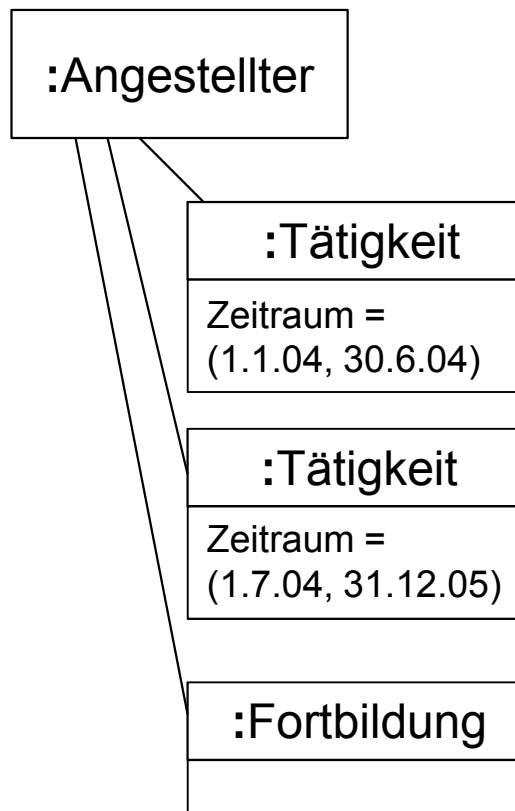 :Angestellter
:Tätigkeit
Zeitraum =
(1.1.04, 30.6.04)
:Tätigkeit
Zeitraum =
(1.7.04, 31.12.05)
:Fortbildung